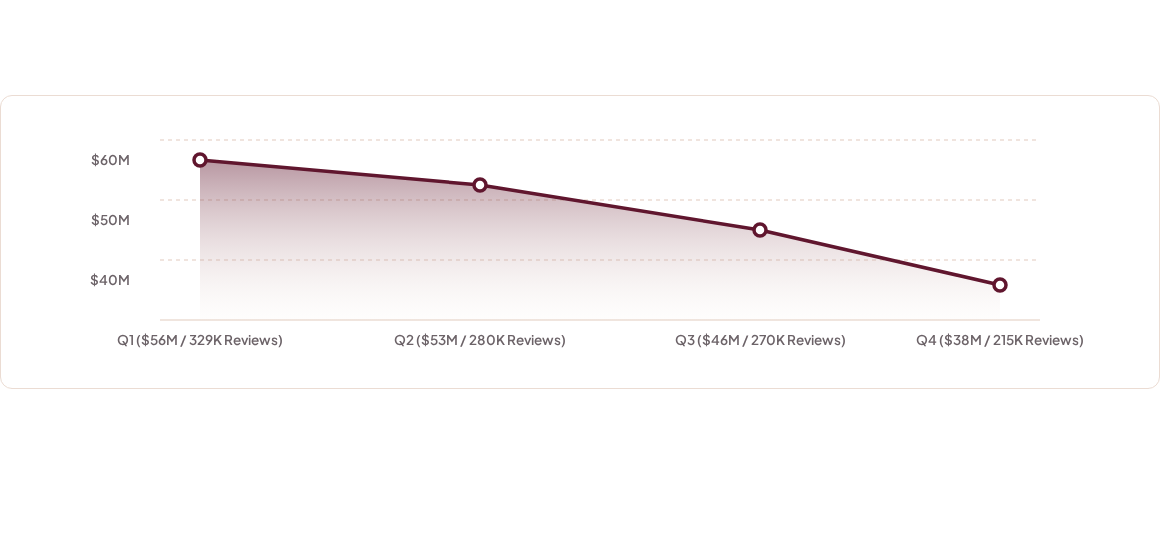 $60M
$50M
$40M
Q1 ($56M / 329K Reviews)
Q2 ($53M / 280K Reviews)
Q3 ($46M / 270K Reviews)
Q4 ($38M / 215K Reviews)